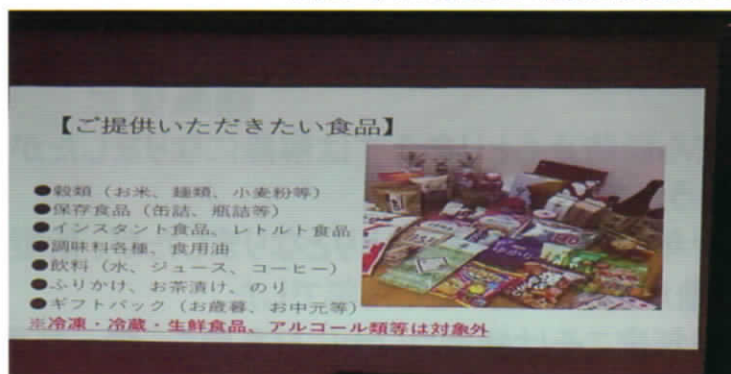 【ご提供いただきたい食品】
●穀類（お米、麺類、小麦粉等）
●保存食品（缶詰、瓶詰等）
●インスタント食品、レトルト食品
●調味料各種、食用油
●飲料（水、ジュース、コーヒー）
●ふりかけ、お茶漬け、のり
●ギフトパック（お歳暮、お中元等）
※冷凍・冷蔵・生鮮食品、アルコール類等は対象外